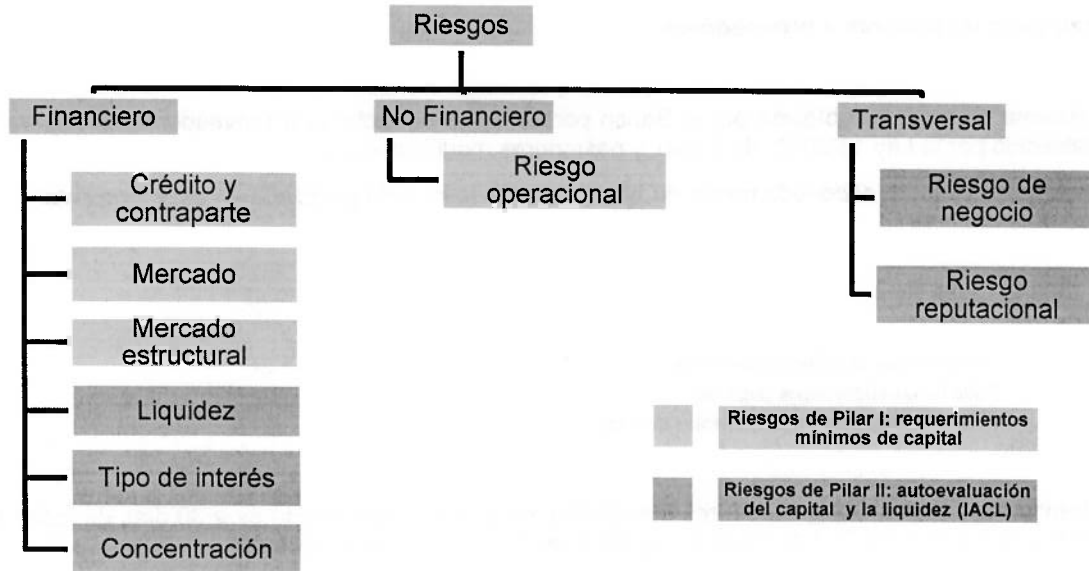 Riesgos
Financiero
No Financiero
Transversal
Crédito y
contraparte
Mercado
Mercado
estructural
Liquidez
Tipo de interés
Concentración
Riesgo
operacional
Riesgo de
negocio
Riesgo
reputacional
Riesgos de Pilar I: requerimientos
mínimos de capital
Riesgos de Pilar II: autoevaluación
del capital y la liquidez (IACL)